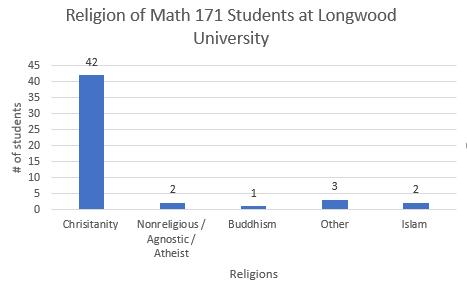 Religion of Math 171 Students at Longwood
University
# of students
45
40
35
30
25
20
15
10
5
0
42
2
1
3
2
Chrisitanity
Nonreligious /
Agnostic /
Atheist
Buddhism
Other
Islam
Religions